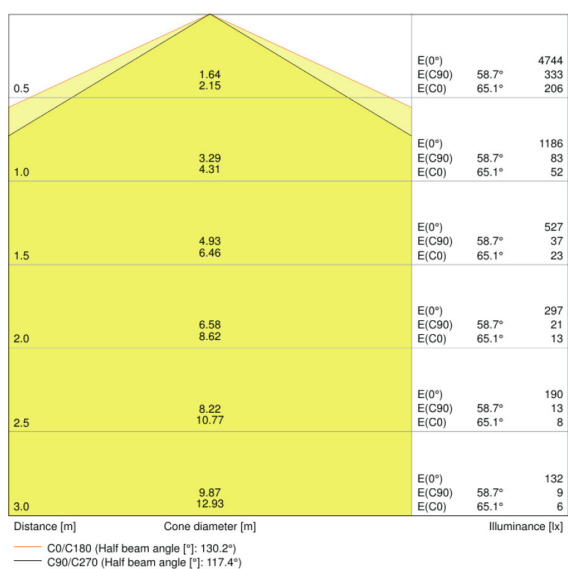 E(0°) 4744
1.64 E(C90) 58.7° 333
0.5 2.15 E(C0) 65.1° 206
E(0°) 1186
3.29 E(C90) 58.7° 83
1.0 4.31 E(C0) 65.1° 52
E(0°) 527
4.93 E(C90) 58.7° 37
1.5 6.46 E(C0) 65.1° 23
E(0°) 297
6.58 E(C90) 58.7° 21
2.0 8.62 E(C0) 65.1° 13
E(0°) 190
8.22 E(C90) 58.7° 13
2.5 10.77 E(C0) 65.1° 8
E(0°) 132
9.87 E(C90) 58.7° 9
3.0 12.93 E(C0) 65.1° 6
Distance [m] Cone diameter [m] Illuminance [lx]
C0/C180 (Half beam angle [°]: 130.2°)
C90/C270 (Half beam angle [°]: 117.4°)